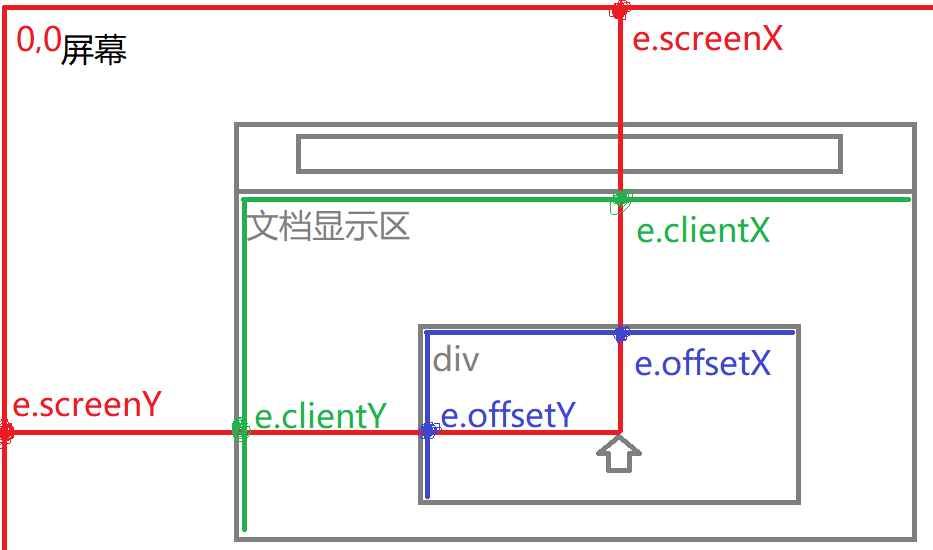 0,0屏幕
e.screenX
文档显示区
e.clientX
div
e.offsetX
e.screenY
e.clientY
e.offsetY